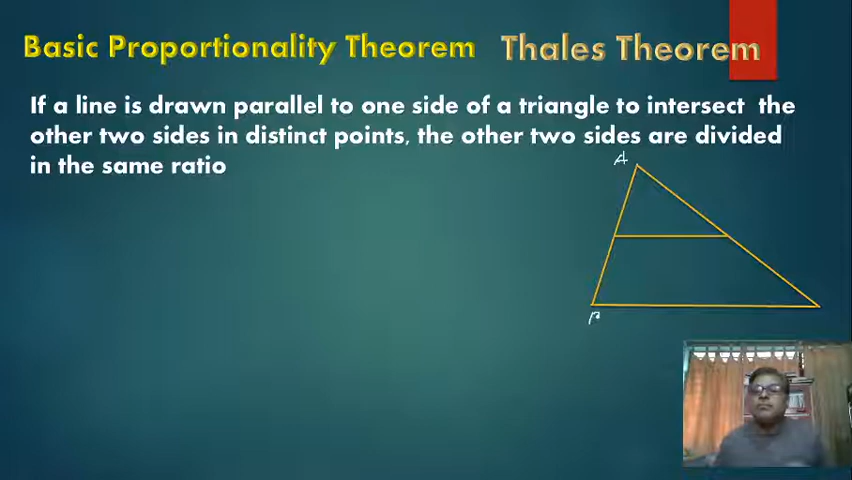 Basic Proportionality Theorem Thales Theorem
If a line is drawn parallel to one side of a triangle to intersect the
other two sides in distinct points, the other two sides are divided
in the same ratio
A